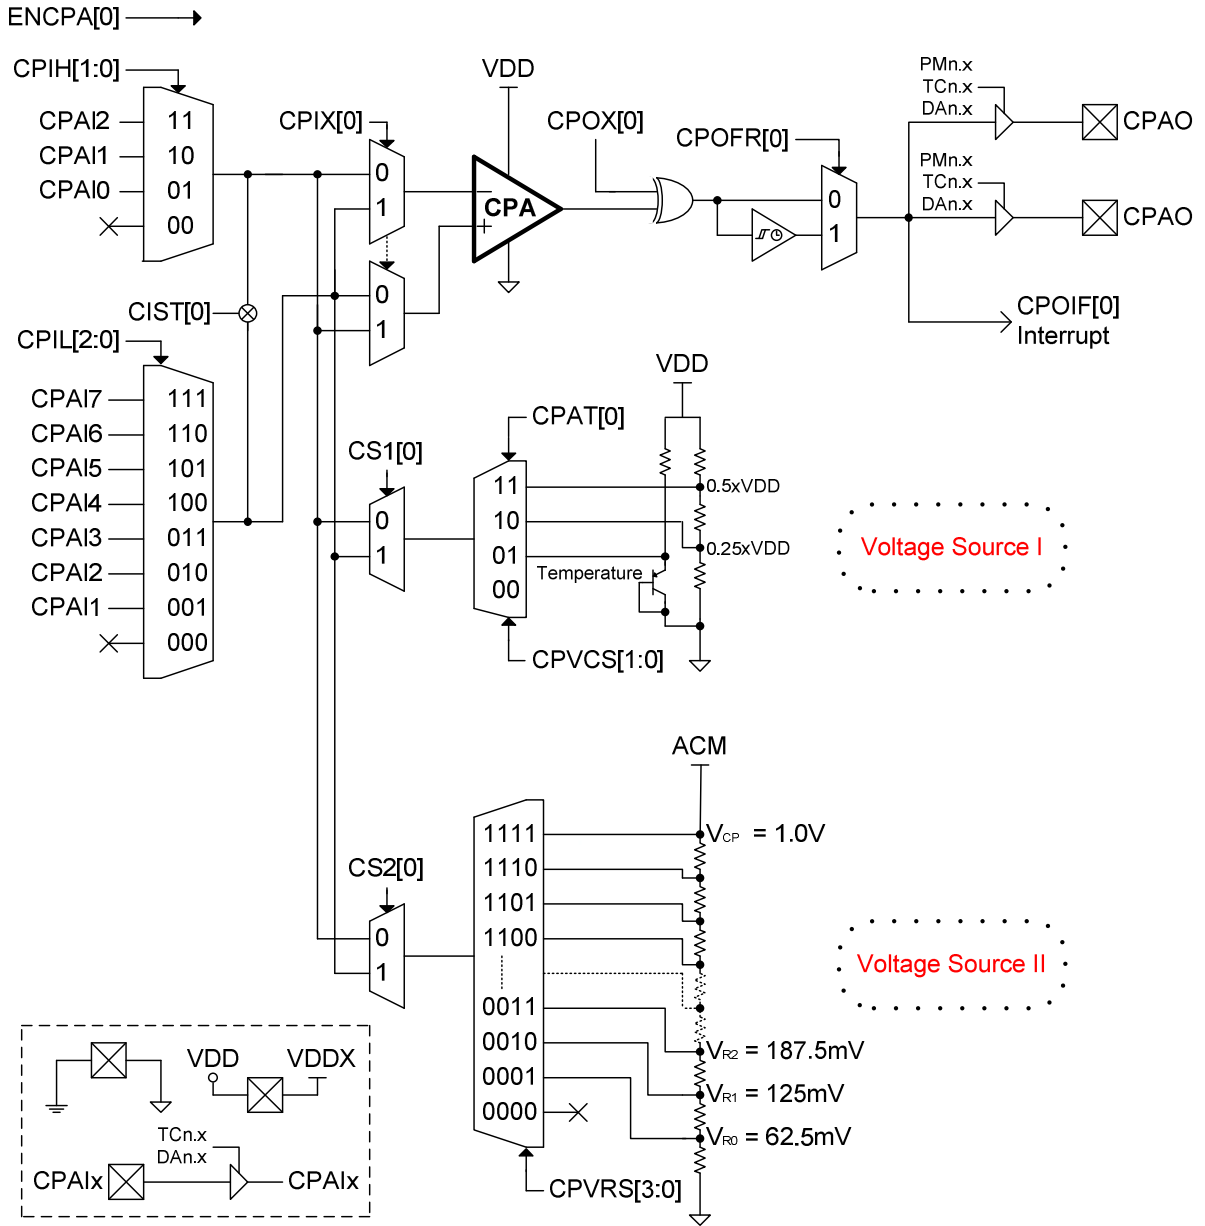 ENCPA[0]
CPIH[1:0]
CPAI2 11
CPAI1 10
CPAI0 01
00
CPIX[0]
0
1
0
1
VDD
CPA
CPOX[0]
CPOFR[0]
0
1
PMn.x
TCn.x
DAn.x
CPAO
PMn.x
TCn.x
DAn.x
CPAO
CPOIF[0]
Interrupt
CIST[0]
CPIL[2:0]
CPAI7 111
CPAI6 110
CPAI5 101
CPAI4 100
CPAI3 011
CPAI2 010
CPAI1 001
000
CS1[0]
0
1
CPAT[0]
11
10
01
00
CPVCS[1:0]
Temperature
VDD
0.5xVDD
0.25xVDD
Voltage Source I
CS2[0]
0
1
ACM
1111
1110
1101
1100
0011
0010
0001
0000
CPVRS[3:0]
VCP = 1.0V
VR2 = 187.5mV
VR1 = 125mV
VR0 = 62.5mV
Voltage Source II
VDD VDDX
TCn.x
DAn.x
CPAIx CPAIx